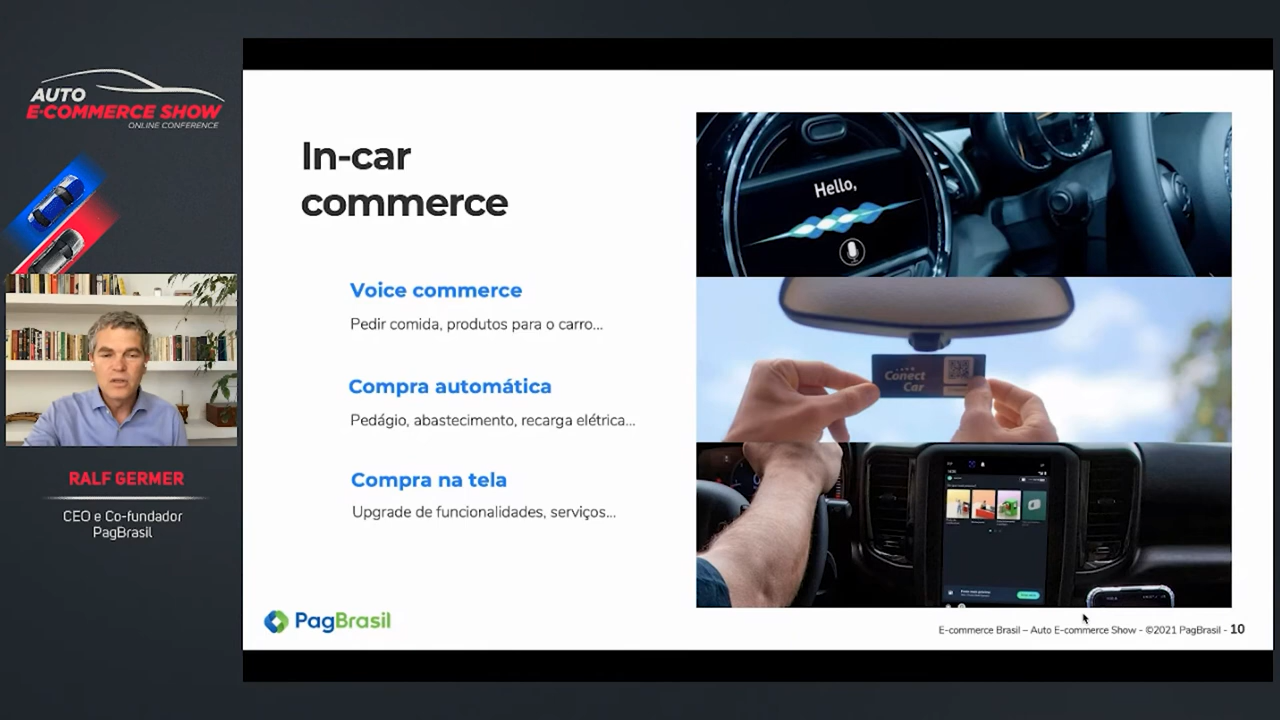 AUTO
E-COMMERCE SHOW
ONLINE CONFERENCE
RALF GERMER
CEO e Co-fundador
PagBrasil
In-car
commerce
Voice commerce
Pedir comida, produtos para o carro...
Compra automática
Pedágio, abastecimento, recarga elétrica...
Compra na tela
Upgrade de funcionalidades, serviços...
Hello,
Conect
Car
PagBrasil
E-commerce Brasil – Auto E-commerce Show - ©2021 PagBrasil - 10